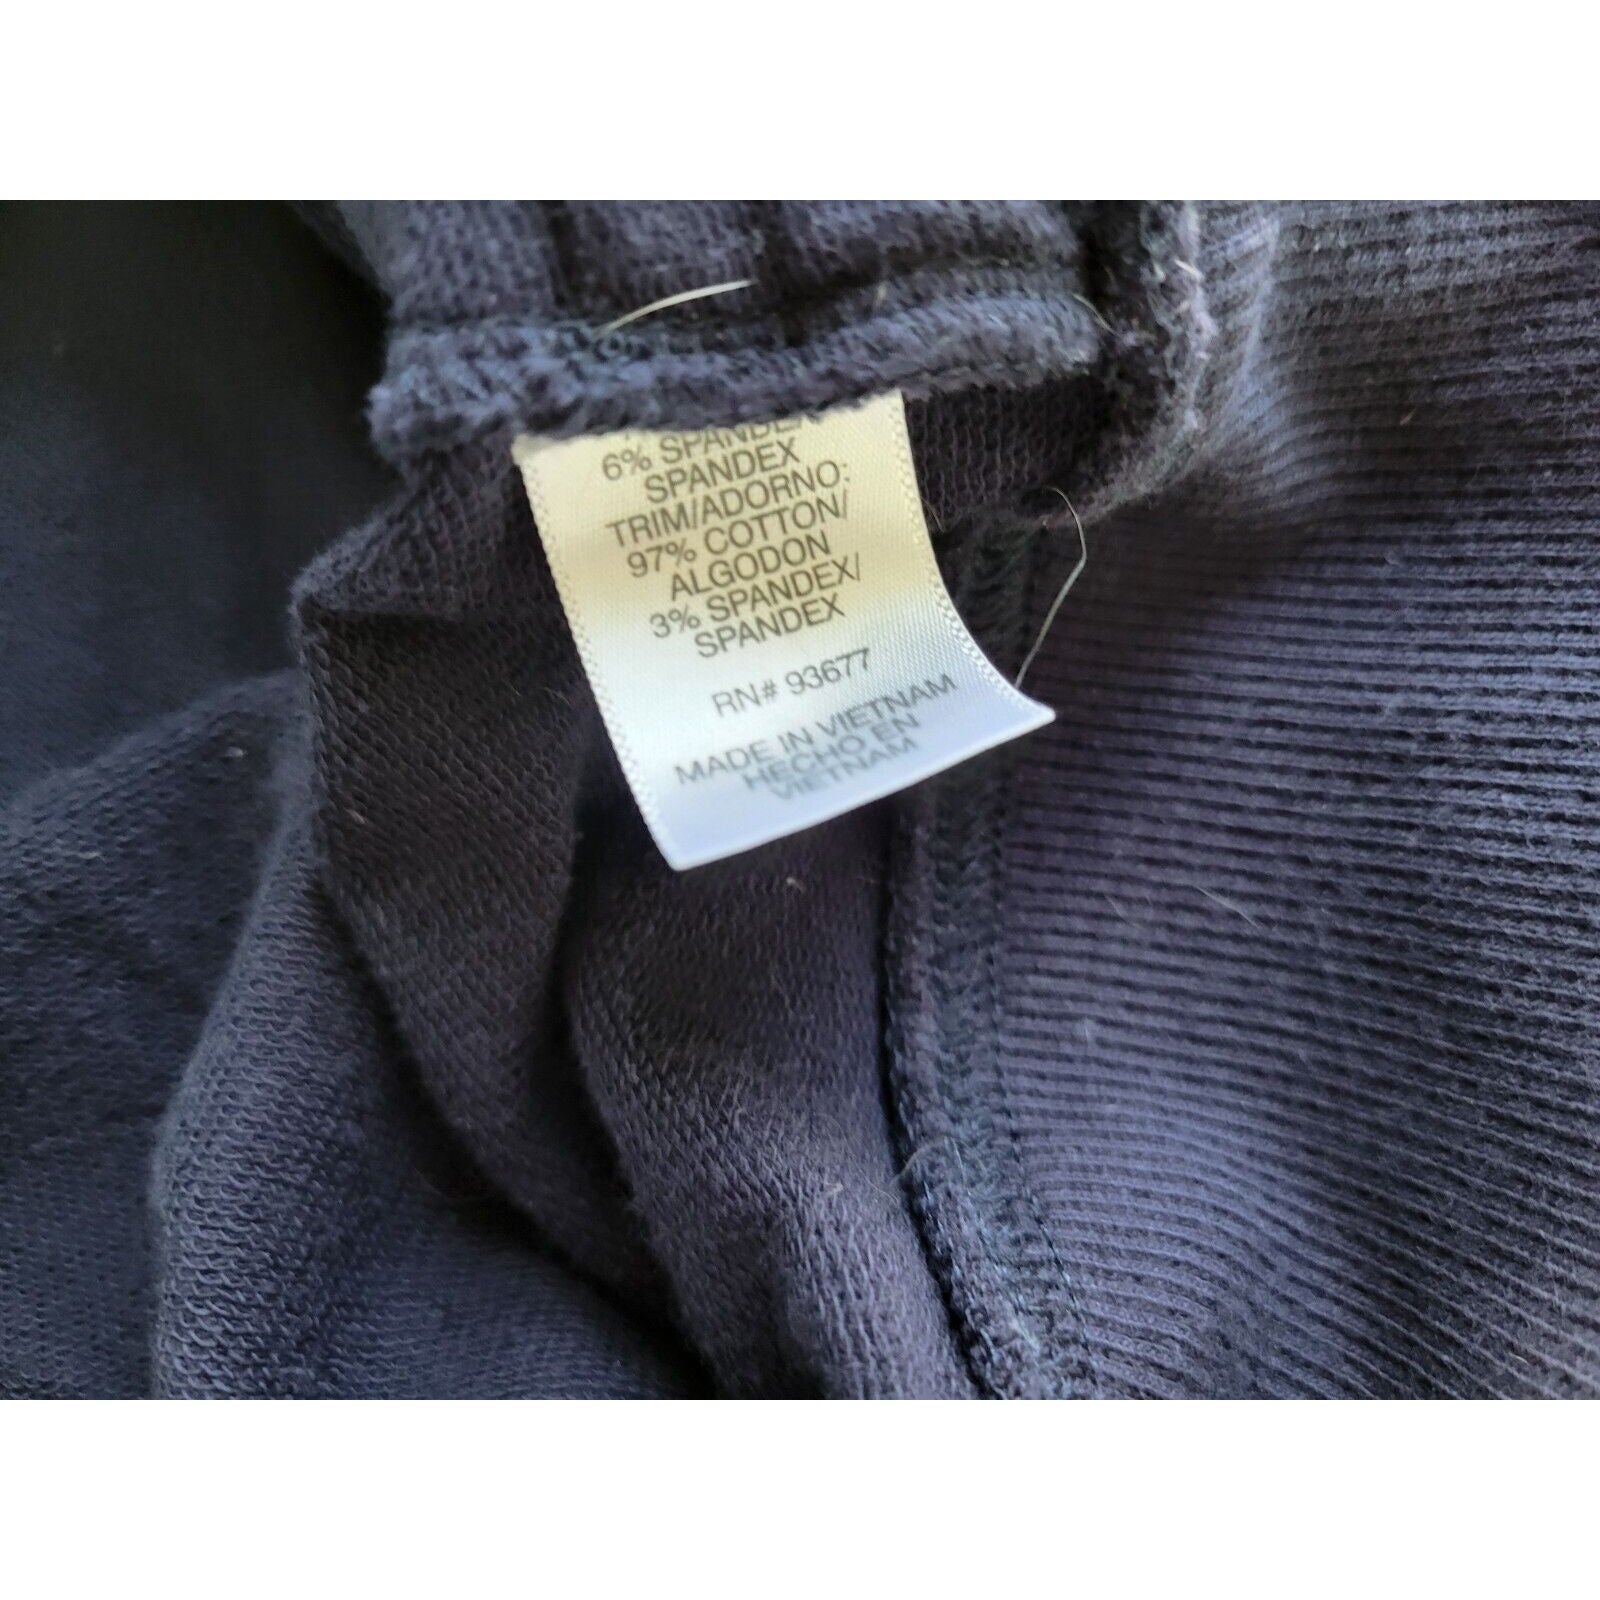 6% SPANDEX/
SPANDEX
TRIM/ADORNO:
97% COTTON/
ALGODON
3% SPANDEX/
SPANDEX
RN# 93677
MADE IN VIETNAM
HECHO EN
VIETNAM